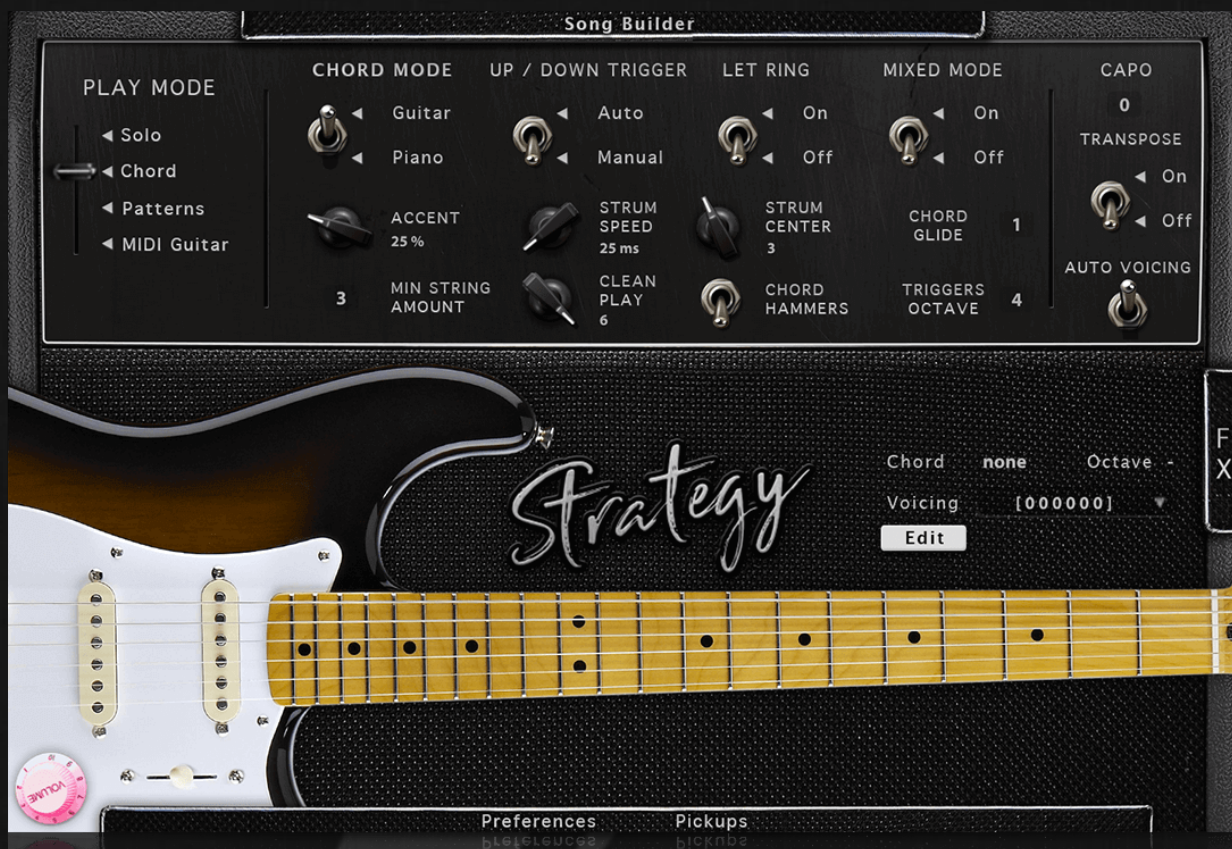 Song Builder
PLAY MODE
Solo
Chord
Patterns
MIDI Guitar
CHORD MODE
Guitar
Piano
UP / DOWN TRIGGER
Auto
Manual
LET RING
On
Off
MIXED MODE
On
Off
CAPO
0
TRANSPOSE
On
Off
AUTO VOICING
ACCENT
25 %
STRUM
SPEED
25 ms
STRUM
CENTER
3
CHORD
GLIDE
1
3
MIN STRING
AMOUNT
CLEAN
PLAY
6
CHORD
HAMMERS
TRIGGERS
OCTAVE
4
Strategy
Chord none Octave -
Voicing [000000]
Edit
F
X
VOLUME
Preferences Pickups